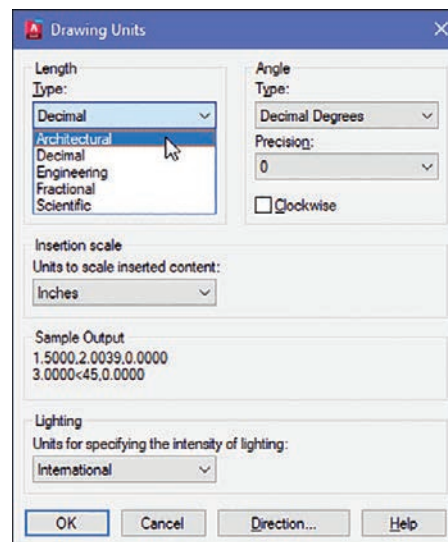 Drawing Units
Length
Type:
Decimal
Architectural
Decimal
Engineering
Fractional
Scientific
Angle
Type:
Decimal Degrees
Precision:
0
Clockwise
Insertion scale
Units to scale inserted content:
Inches
Sample Output
1.5000,2.0039,0.0000
3.0000<45,0.0000
Lighting
Units for specifying the intensity of lighting:
International
OK
Cancel
Direction...
Help